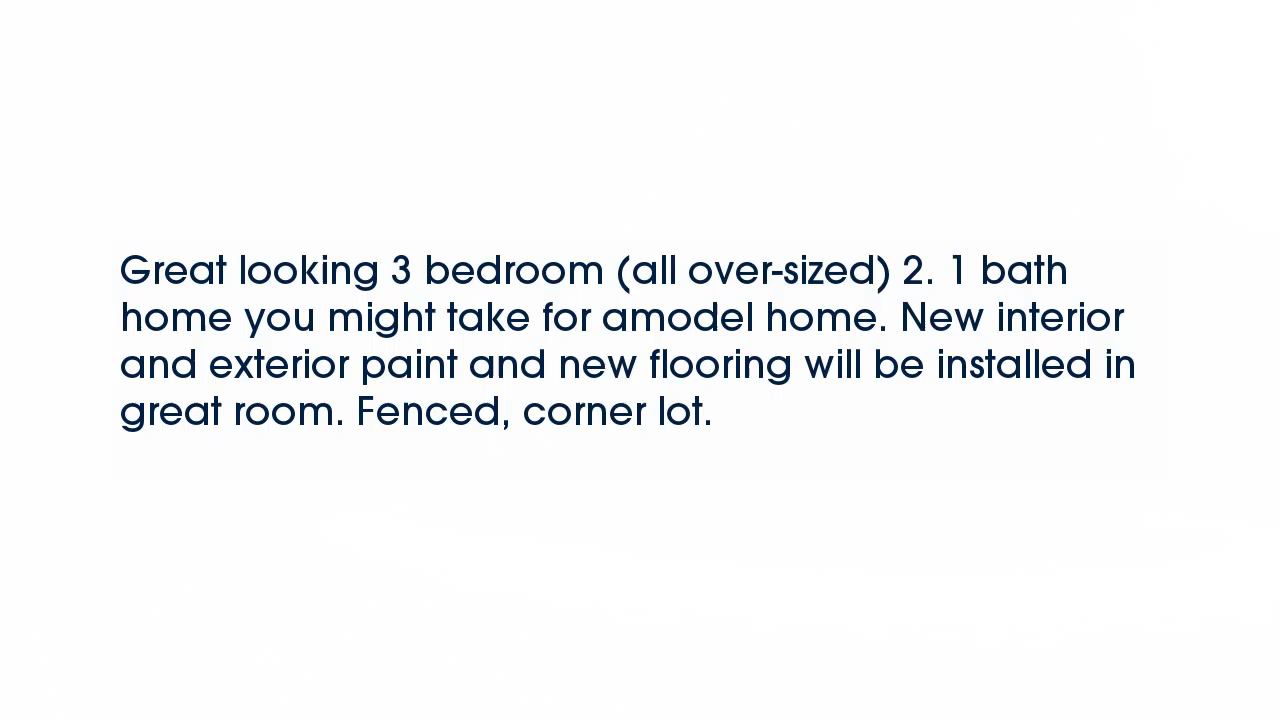 Great looking 3 bedroom (all over-sized) 2. 1 bath
home you might take for amodel home. New interior
and exterior paint and new flooring will be installed in
great room. Fenced, corner lot.